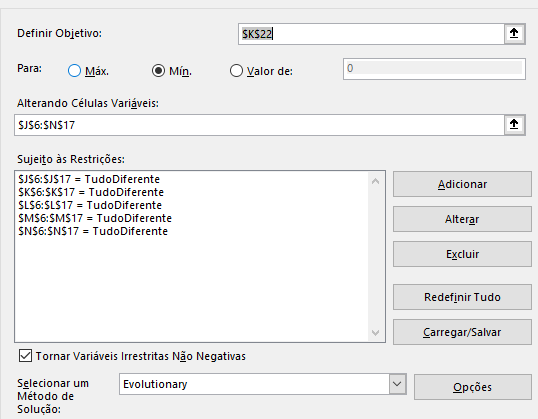 Definir Objetivo: $K$22
Para: Máx. Mín. Valor de: 0
Alterando Células Variáveis:
$J$6:$N$17
Sujeito às Restrições:
$J$6:$J$17 = TudoDiferente
$K$6:$K$17 = TudoDiferente
$L$6:$L$17 = TudoDiferente
$M$6:$M$17 = TudoDiferente
$N$6:$N$17 = TudoDiferente
Adicionar
Alterar
Excluir
Redefinir Tudo
Carregar/Salvar
Tornar Variáveis Irrestritas Não Negativas
Selecionar um
Método de
Solução:
Evolutionary
Opções